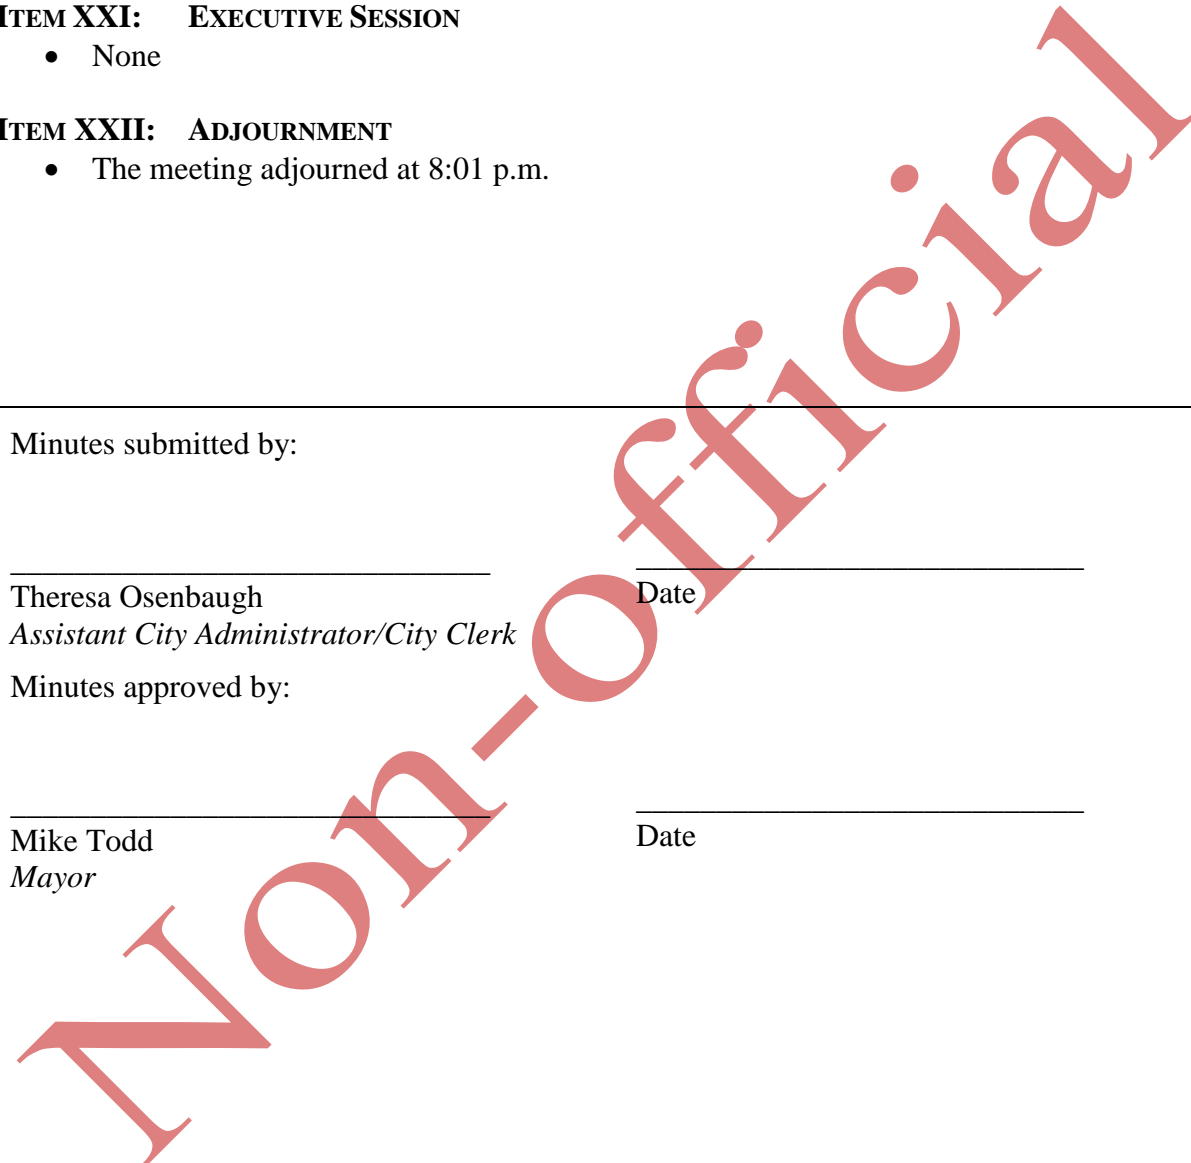 ITEM XXI: EXECUTIVE SESSION
• None
ITEM XXII: ADJOURNMENT
• The meeting adjourned at 8:01 p.m.
Minutes submitted by:
Theresa Osenbaugh
Date
Assistant City Administrator/City Clerk
Minutes approved by:
Mike Todd
Date
Mayor
Non-official